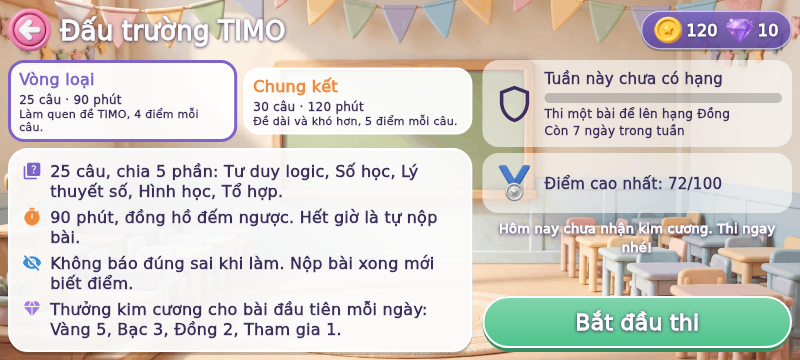 Đấu trường TIMO
120
10
Vòng loại
25 câu · 90 phút
Làm quen đề TIMO, 4 điểm mỗi
câu.
Chung kết
30 câu · 120 phút
Đề dài và khó hơn, 5 điểm mỗi câu.
25 câu, chia 5 phần: Tư duy logic, Số học, Lý
thuyết số, Hình học, Tổ hợp.
90 phút, đồng hồ đếm ngược. Hết giờ là tự nộp
bài.
Không báo đúng sai khi làm. Nộp bài xong mới
biết điểm.
Thưởng kim cương cho bài đầu tiên mỗi ngày:
Vàng 5, Bạc 3, Đồng 2, Tham gia 1.
Tuần này chưa có hạng
Thi một bài để lên hạng Đồng
Còn 7 ngày trong tuần
Điểm cao nhất: 72/100
Hôm nay chưa nhận kim cương. Thi ngay
nhé!
Bắt đầu thi